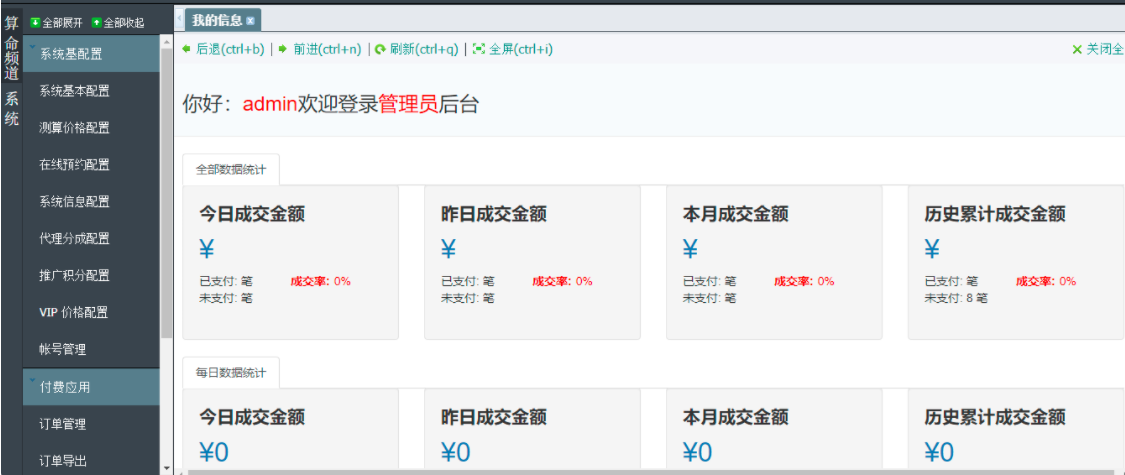 算命频道
系统
全部展开 全部收起
系统基配置
系统基本配置
测算价格配置
在线预约配置
系统信息配置
代理分成配置
推广积分配置
VIP 价格配置
帐号管理
付费应用
订单管理
订单导出
我的信息
后退(ctrl+b) | 前进(ctrl+n) | 刷新(ctrl+q) | 全屏(ctrl+i)
关闭全
你好：admin欢迎登录管理员后台
全部数据统计
今日成交金额
¥
已支付: 笔 成交率: 0%
未支付: 笔
昨日成交金额
¥
已支付: 笔 成交率: 0%
未支付: 笔
本月成交金额
¥
已支付: 笔 成交率: 0%
未支付: 笔
历史累计成交金额
¥
已支付: 笔 成交率: 0%
未支付: 8 笔
每日数据统计
今日成交金额
¥0
昨日成交金额
¥0
本月成交金额
¥0
历史累计成交金额
¥0